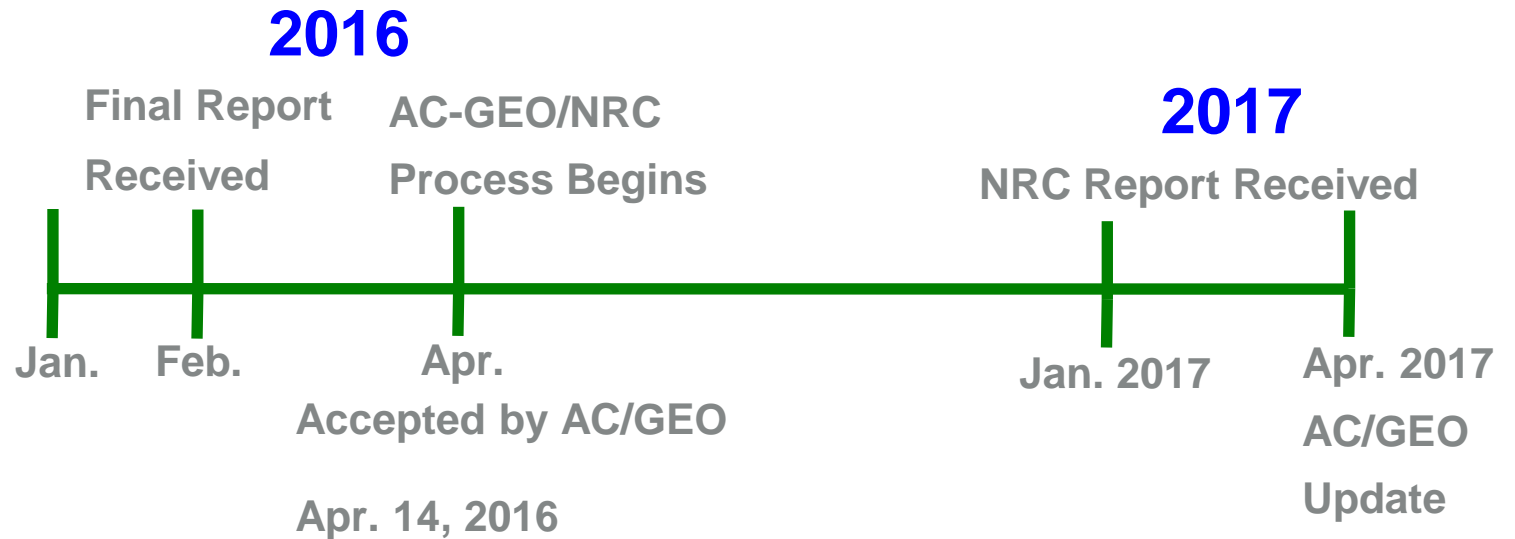 2016
Final Report
Received
AC-GEO/NRC
Process Begins
2017
NRC Report Received
Jan.
Feb.
Apr.
Accepted by AC/GEO
Apr. 14, 2016
Jan. 2017
Apr. 2017
AC/GEO
Update